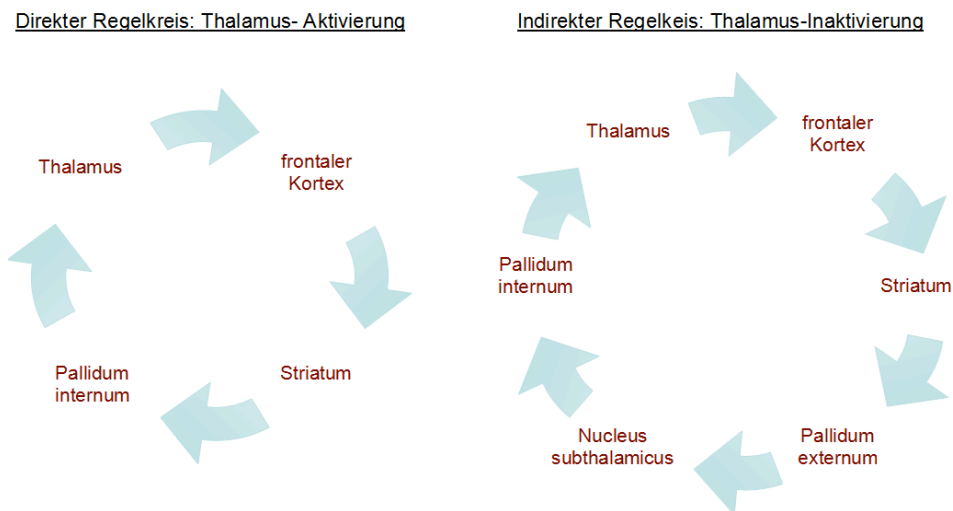 Direkter Regelkreis: Thalamus- Aktivierung
Thalamus
frontaler
Kortex
Striatum
Pallidum
internum
Indirekter Regelkeis: Thalamus-Inaktivierung
Thalamus
frontaler
Kortex
Striatum
Pallidum
externum
Nucleus
subthalamicus
Pallidum
internum